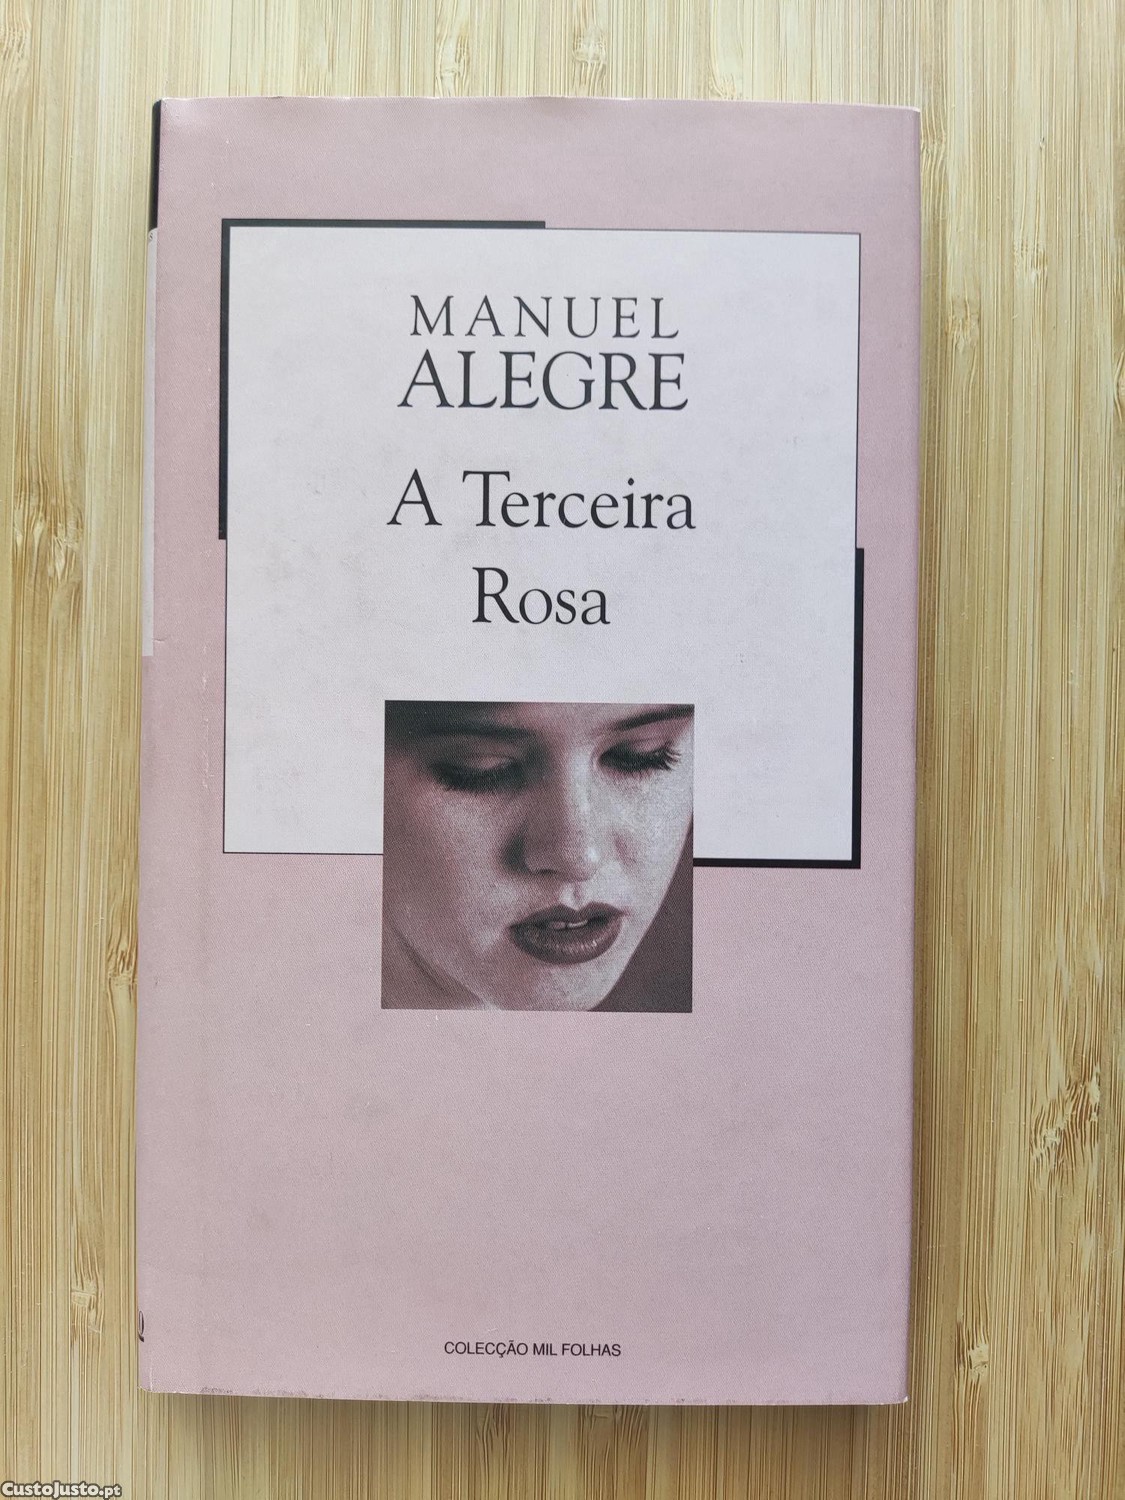 MANUEL
ALEGRE
A Terceira
Rosa
COLECÇÃO MIL FOLHAS
CustoJusto.pt